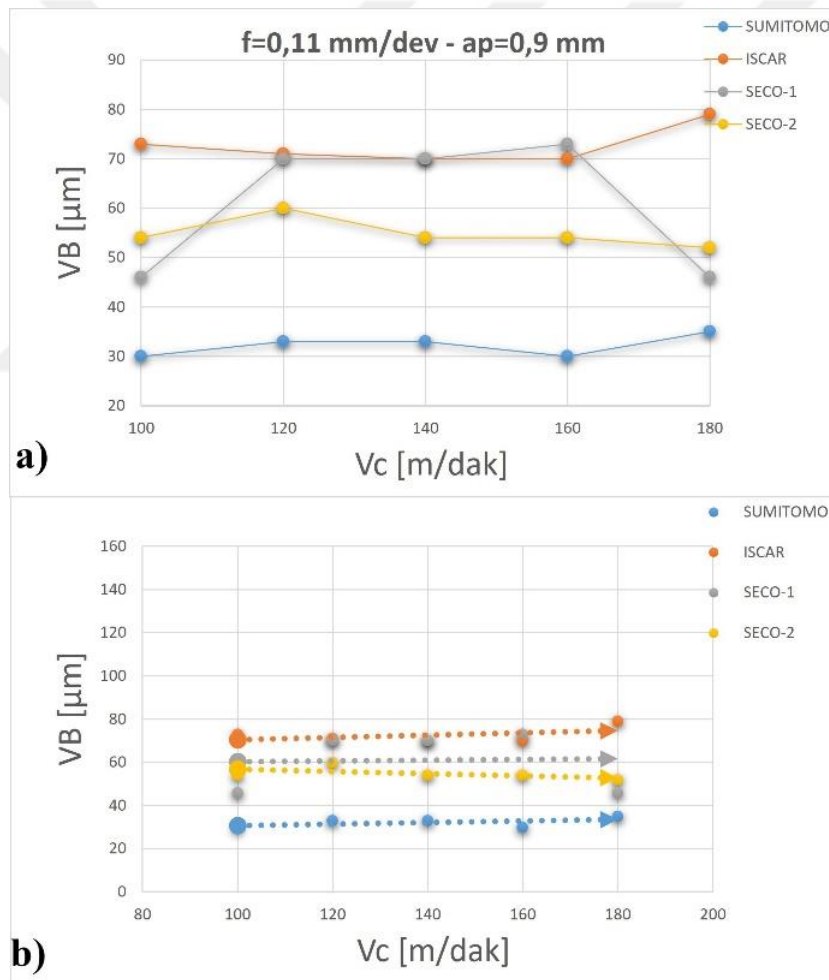 f=0,11 mm/dev - ap=0,9 mm
SUMITOMO
ISCAR
SECO-1
SECO-2
90
80
70
60
50
40
30
20
VB [µm]
100
120
140
160
180
Vc [m/dak]
a)
SUMITOMO
ISCAR
SECO-1
SECO-2
160
140
120
100
80
60
40
20
0
VB [µm]
80
100
120
140
160
180
200
Vc [m/dak]
b)